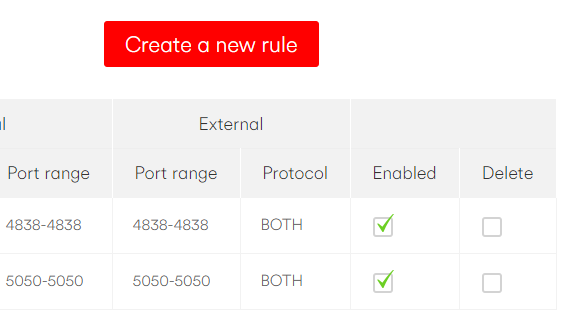 Create a new rule
l External
Port range Port range Protocol Enabled Delete
4838-4838 4838-4838 BOTH
5050-5050 5050-5050 BOTH